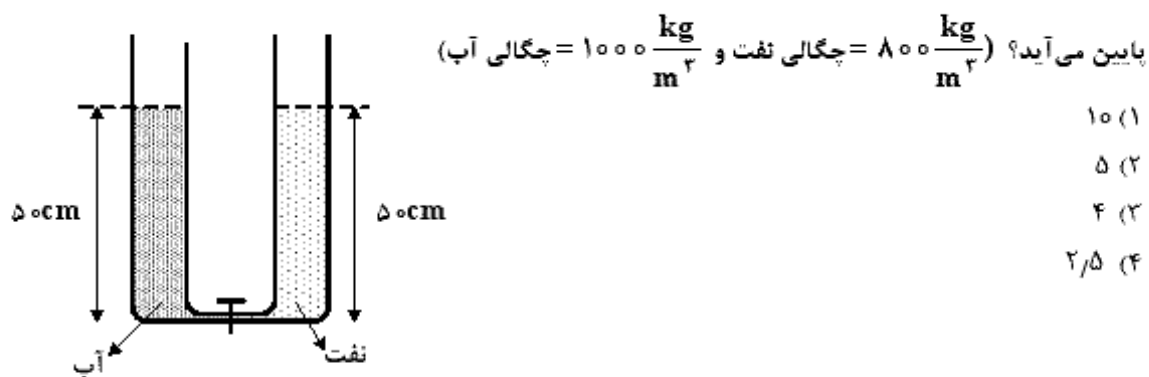 پایین می‌آید؟ (۸۰۰ kg/m³ = چگالی نفت و ۱۰۰۰ kg/m³ = چگالی آب)
۱) ۱۰
۲) ۵
۳) ۴
۴) ۲/۵
۵۰cm
۵۰cm
آب
نفت